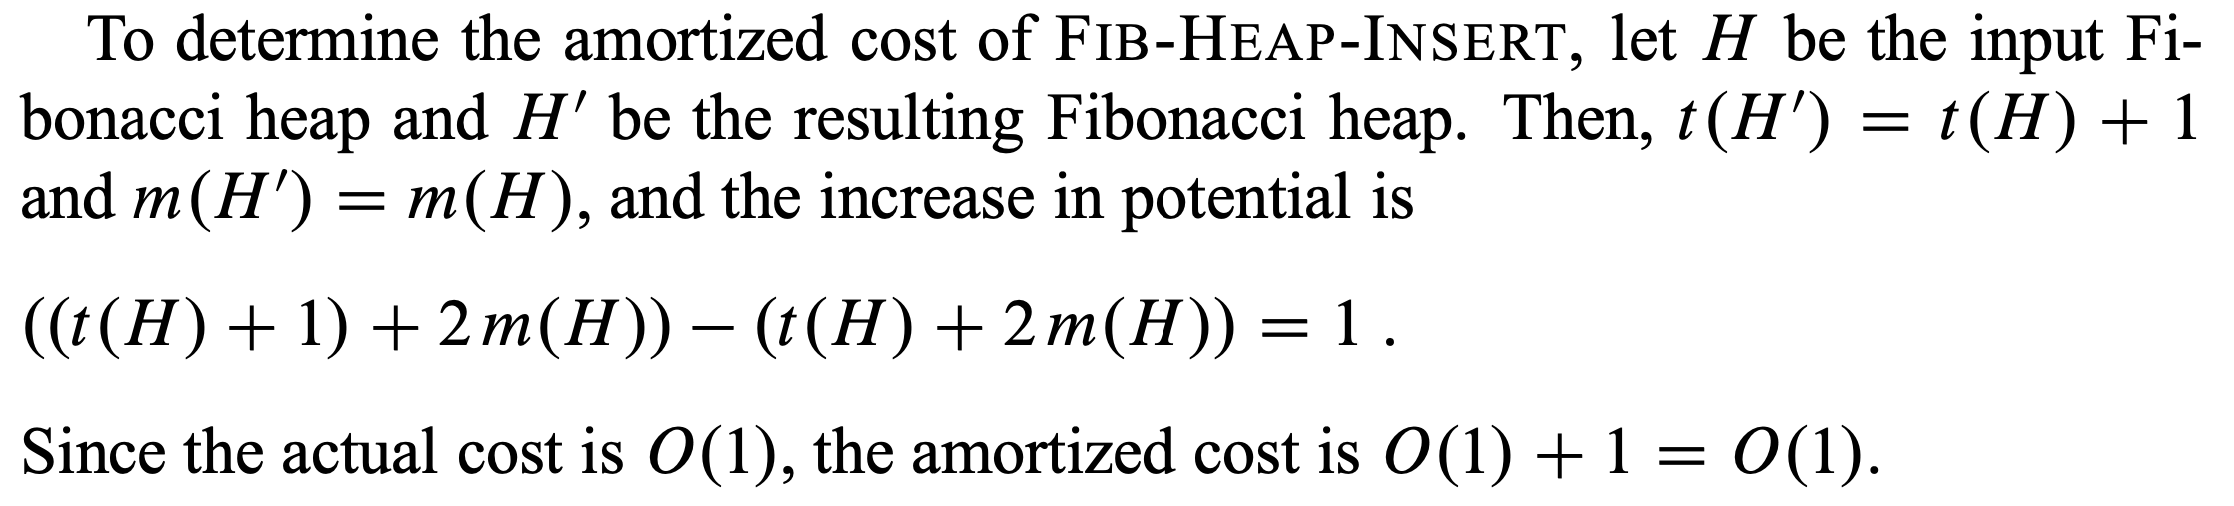 To determine the amortized cost of FIB-HEAP-INSERT, let H be the input Fi-
bonacci heap and H′ be the resulting Fibonacci heap. Then, t(H′) = t(H) + 1
and m(H′) = m(H), and the increase in potential is
((t(H) + 1) + 2m(H)) – (t(H) + 2m(H)) = 1 .
Since the actual cost is O(1), the amortized cost is O(1) + 1 = O(1).